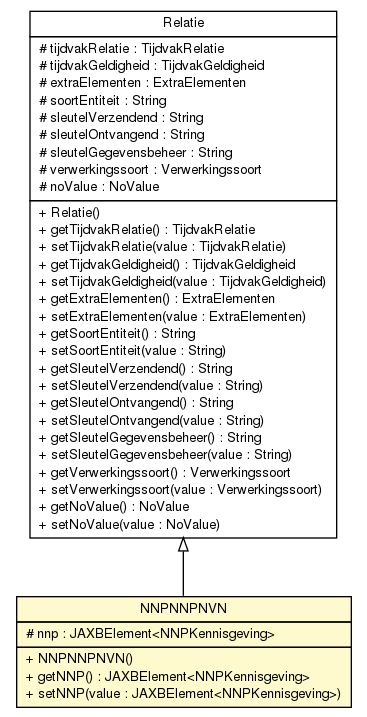 Relatie
# tijdvakRelatie : TijdvakRelatie
# tijdvakGeldigheid : TijdvakGeldigheid
# extraElementen : ExtraElementen
# soortEntiteit : String
# sleutelVerzendend : String
# sleutelOntvangend : String
# sleutelGegevensbeheer : String
# verwerkingssoort : Verwerkingssoort
# noValue : NoValue
+ Relatie()
+ getTijdvakRelatie() : TijdvakRelatie
+ setTijdvakRelatie(value : TijdvakRelatie)
+ getTijdvakGeldigheid() : TijdvakGeldigheid
+ setTijdvakGeldigheid(value : TijdvakGeldigheid)
+ getExtraElementen() : ExtraElementen
+ setExtraElementen(value : ExtraElementen)
+ getSoortEntiteit() : String
+ setSoortEntiteit(value : String)
+ getSleutelVerzendend() : String
+ setSleutelVerzendend(value : String)
+ getSleutelOntvangend() : String
+ setSleutelOntvangend(value : String)
+ getSleutelGegevensbeheer() : String
+ setSleutelGegevensbeheer(value : String)
+ getVerwerkingssoort() : Verwerkingssoort
+ setVerwerkingssoort(value : Verwerkingssoort)
+ getNoValue() : NoValue
+ setNoValue(value : NoValue)
NNPNNPNVN
# nnp : JAXBElement<NNPKennisgeving>
+ NNPNNPNVN()
+ getNNP() : JAXBElement<NNPKennisgeving>
+ setNNP(value : JAXBElement<NNPKennisgeving>)